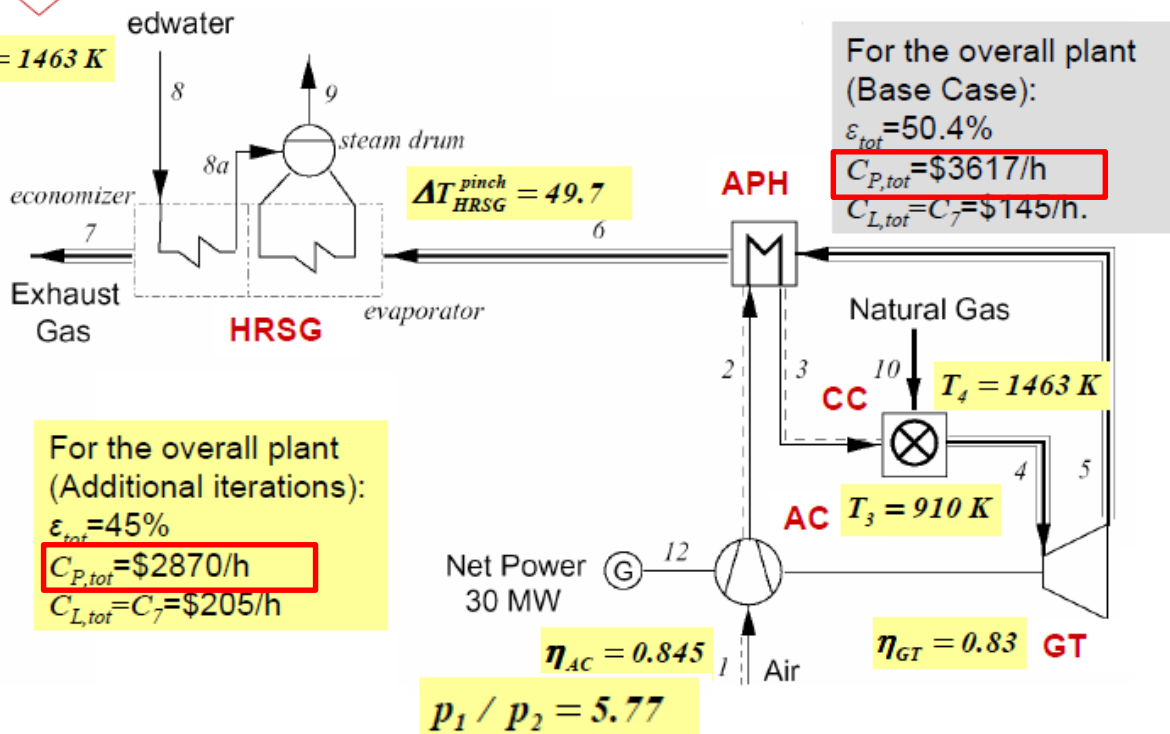 edwater
= 1463 K
8
9
8a
steam drum
economizer
ΔT_HRSG^pinch = 49.7
7
6
Exhaust
Gas
HRSG
evaporator
APH
For the overall plant
(Base Case):
ε_tot=50.4%
C_P,tot=$3617/h
C_L,tot=C_7=$145/h.
Natural Gas
2
3
10
CC
T_4 = 1463 K
4
5
For the overall plant
(Additional iterations):
ε_tot=45%
C_P,tot=$2870/h
C_L,tot=C_7=$205/h
AC
T_3 = 910 K
Net Power
30 MW
G
12
η_AC = 0.845
1
Air
η_GT = 0.83
GT
p_1 / p_2 = 5.77